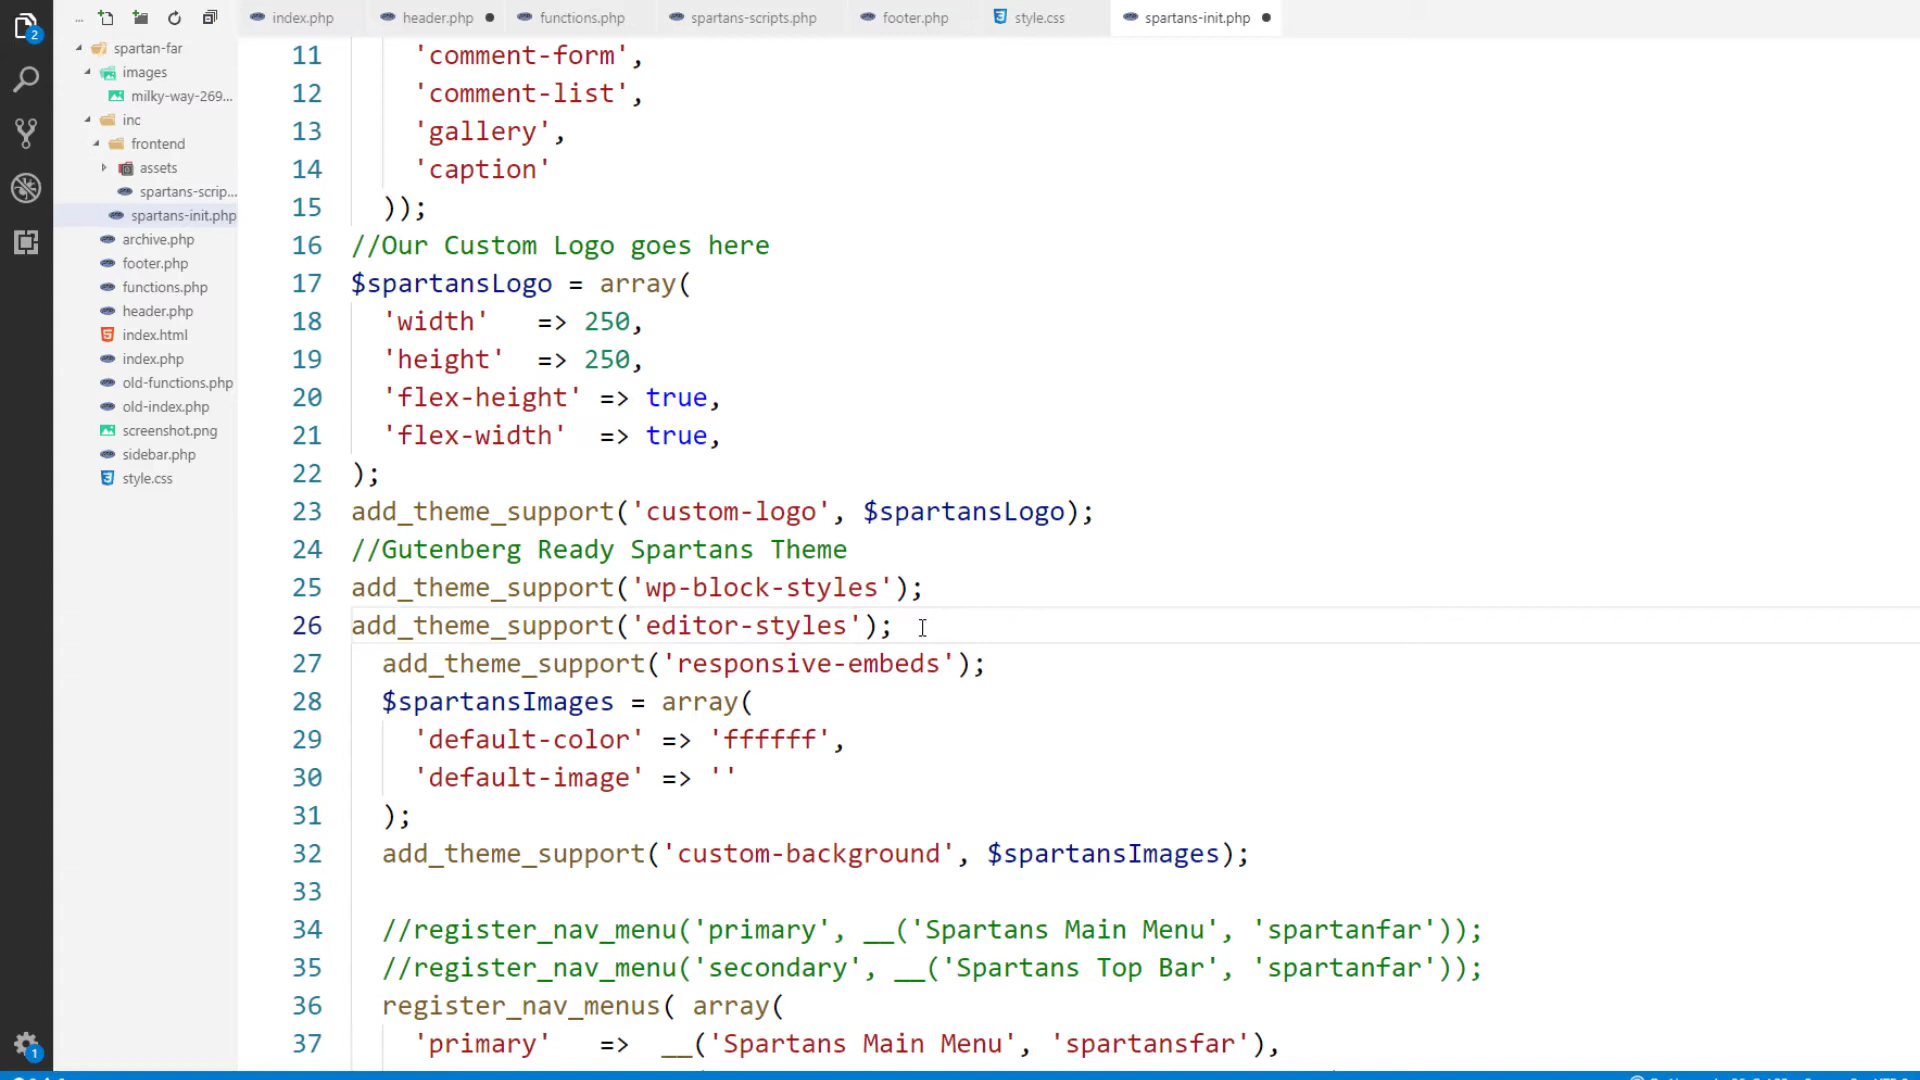 ... index.php header.php functions.php spartans-scripts.php footer.php style.css spartans-init.php
2
spartan-far
images
milky-way-269...
inc
frontend
assets
spartans-scrip...
spartans-init.php
archive.php
footer.php
functions.php
header.php
index.html
index.php
old-functions.php
old-index.php
screenshot.png
sidebar.php
style.css
1
11 'comment-form',
12 'comment-list',
13 'gallery',
14 'caption'
15 ));
16 //Our Custom Logo goes here
17 $spartansLogo = array(
18 'width' => 250,
19 'height' => 250,
20 'flex-height' => true,
21 'flex-width' => true,
22 );
23 add_theme_support('custom-logo', $spartansLogo);
24 //Gutenberg Ready Spartans Theme
25 add_theme_support('wp-block-styles');
26 add_theme_support('editor-styles');
27 add_theme_support('responsive-embeds');
28 $spartansImages = array(
29 'default-color' => 'ffffff',
30 'default-image' => ''
31 );
32 add_theme_support('custom-background', $spartansImages);
33
34 //register_nav_menu('primary', __('Spartans Main Menu', 'spartanfar'));
35 //register_nav_menu('secondary', __('Spartans Top Bar', 'spartanfar'));
36 register_nav_menus( array(
37 'primary' => __('Spartans Main Menu', 'spartansfar'),